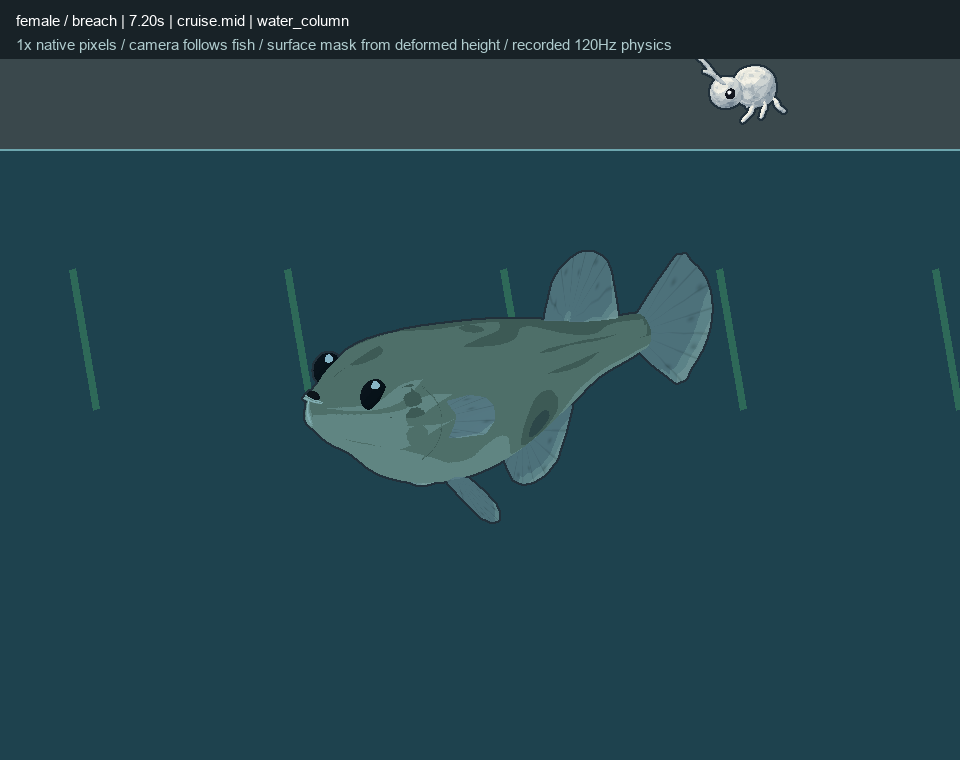 female / breach | 7.20s | cruise.mid | water_column
1x native pixels / camera follows fish / surface mask from deformed height / recorded 120Hz physics